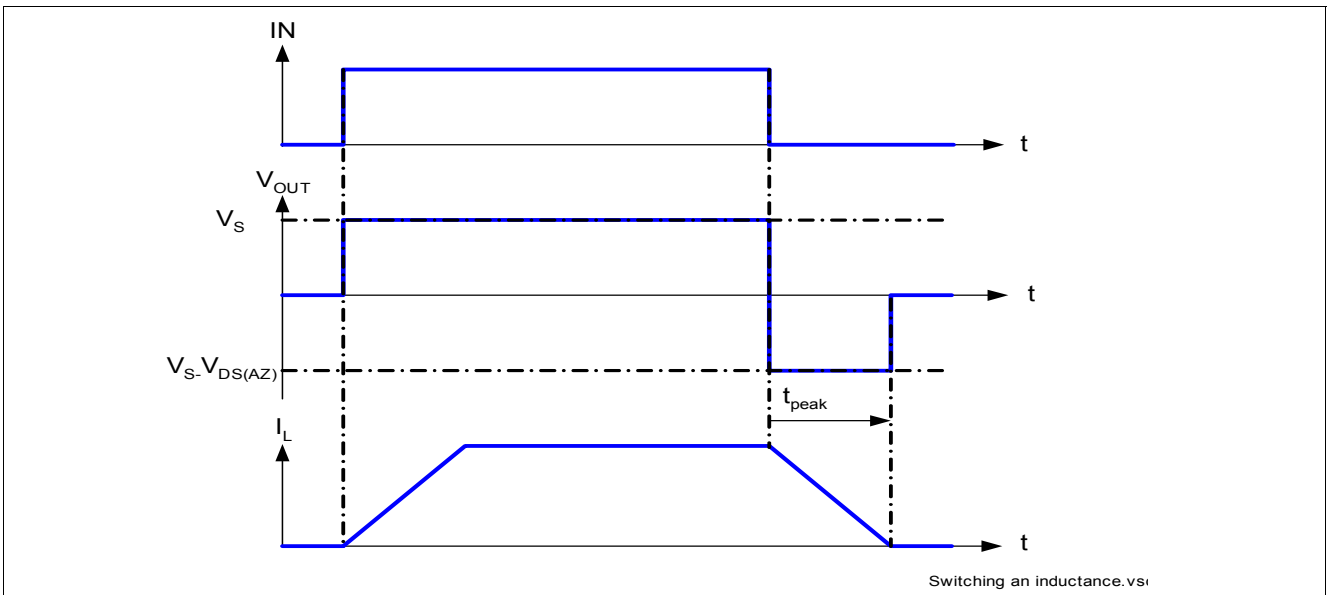 IN
t
V_OUT
V_S
t
V_S-V_DS(AZ)
t_peak
I_L
t
Switching an inductance.vs